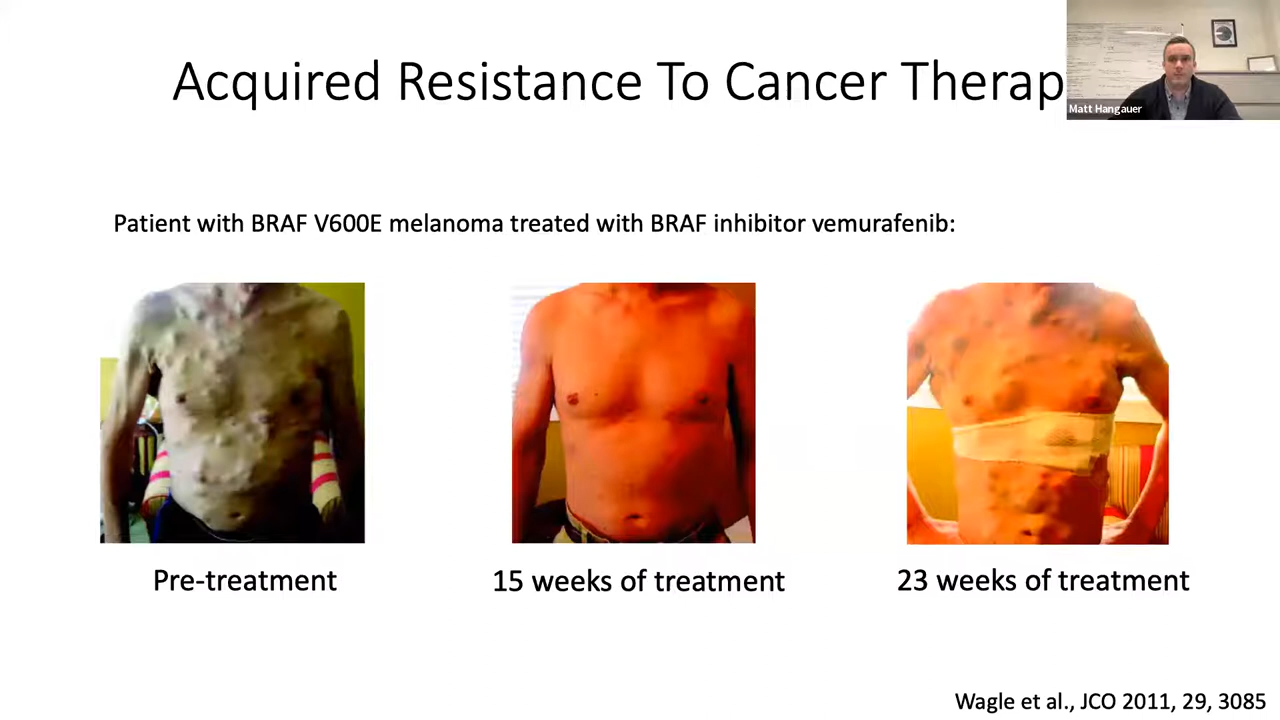 Acquired Resistance To Cancer Therap
Matt Hangauer
Patient with BRAF V600E melanoma treated with BRAF inhibitor vemurafenib:
Pre-treatment
15 weeks of treatment
23 weeks of treatment
Wagle et al., JCO 2011, 29, 3085